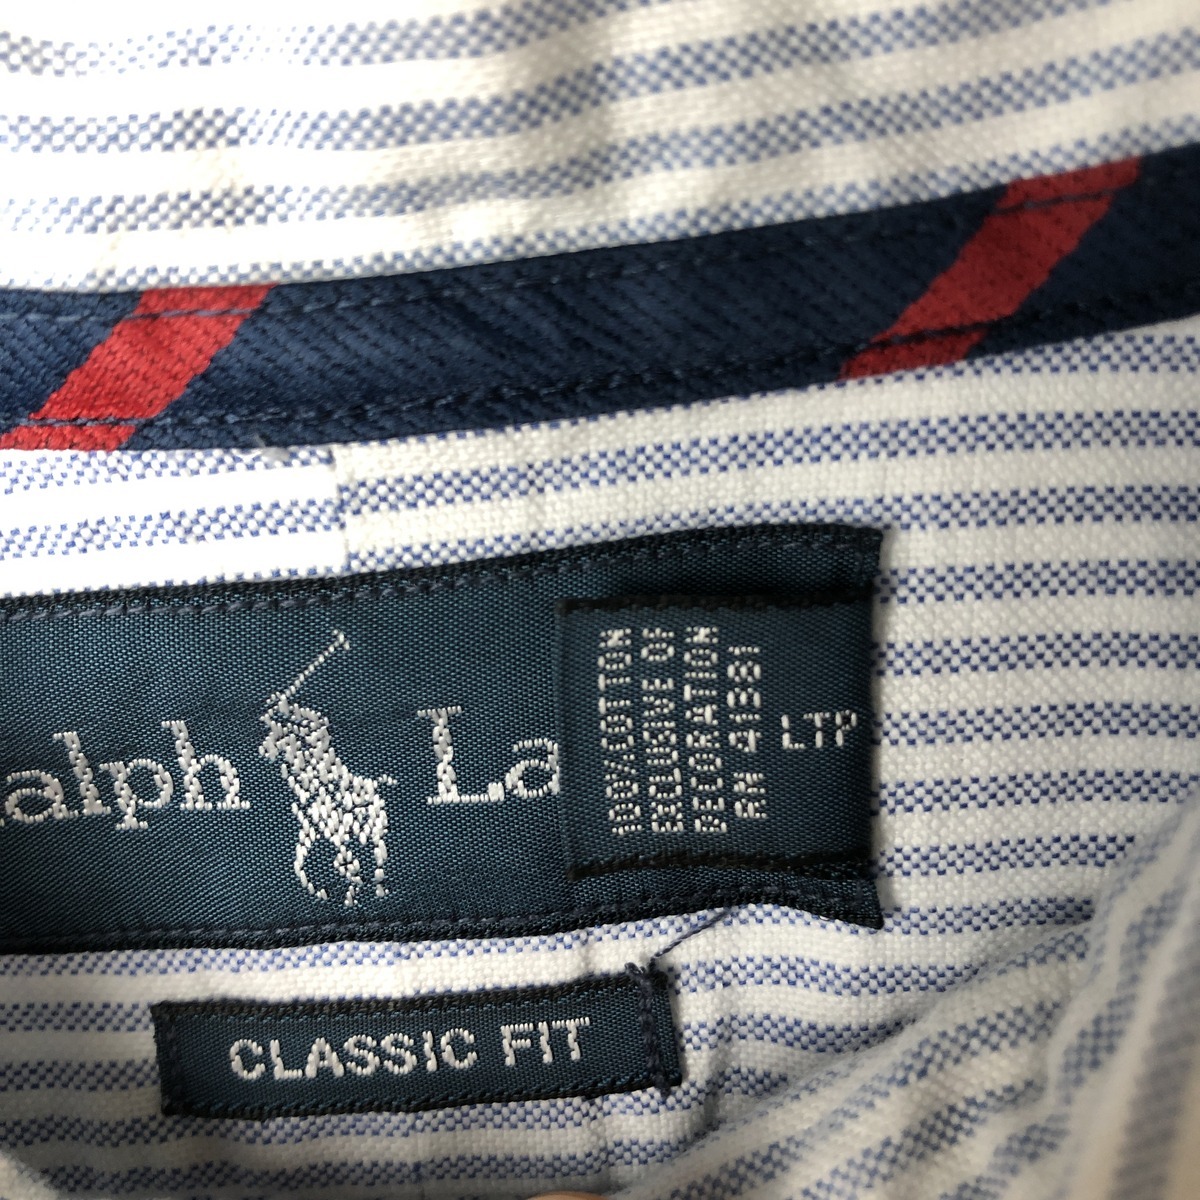 alph La
100% COTTON
EXCLUSIVE OF
DECORATION
RN 41381
LTP
CLASSIC FIT